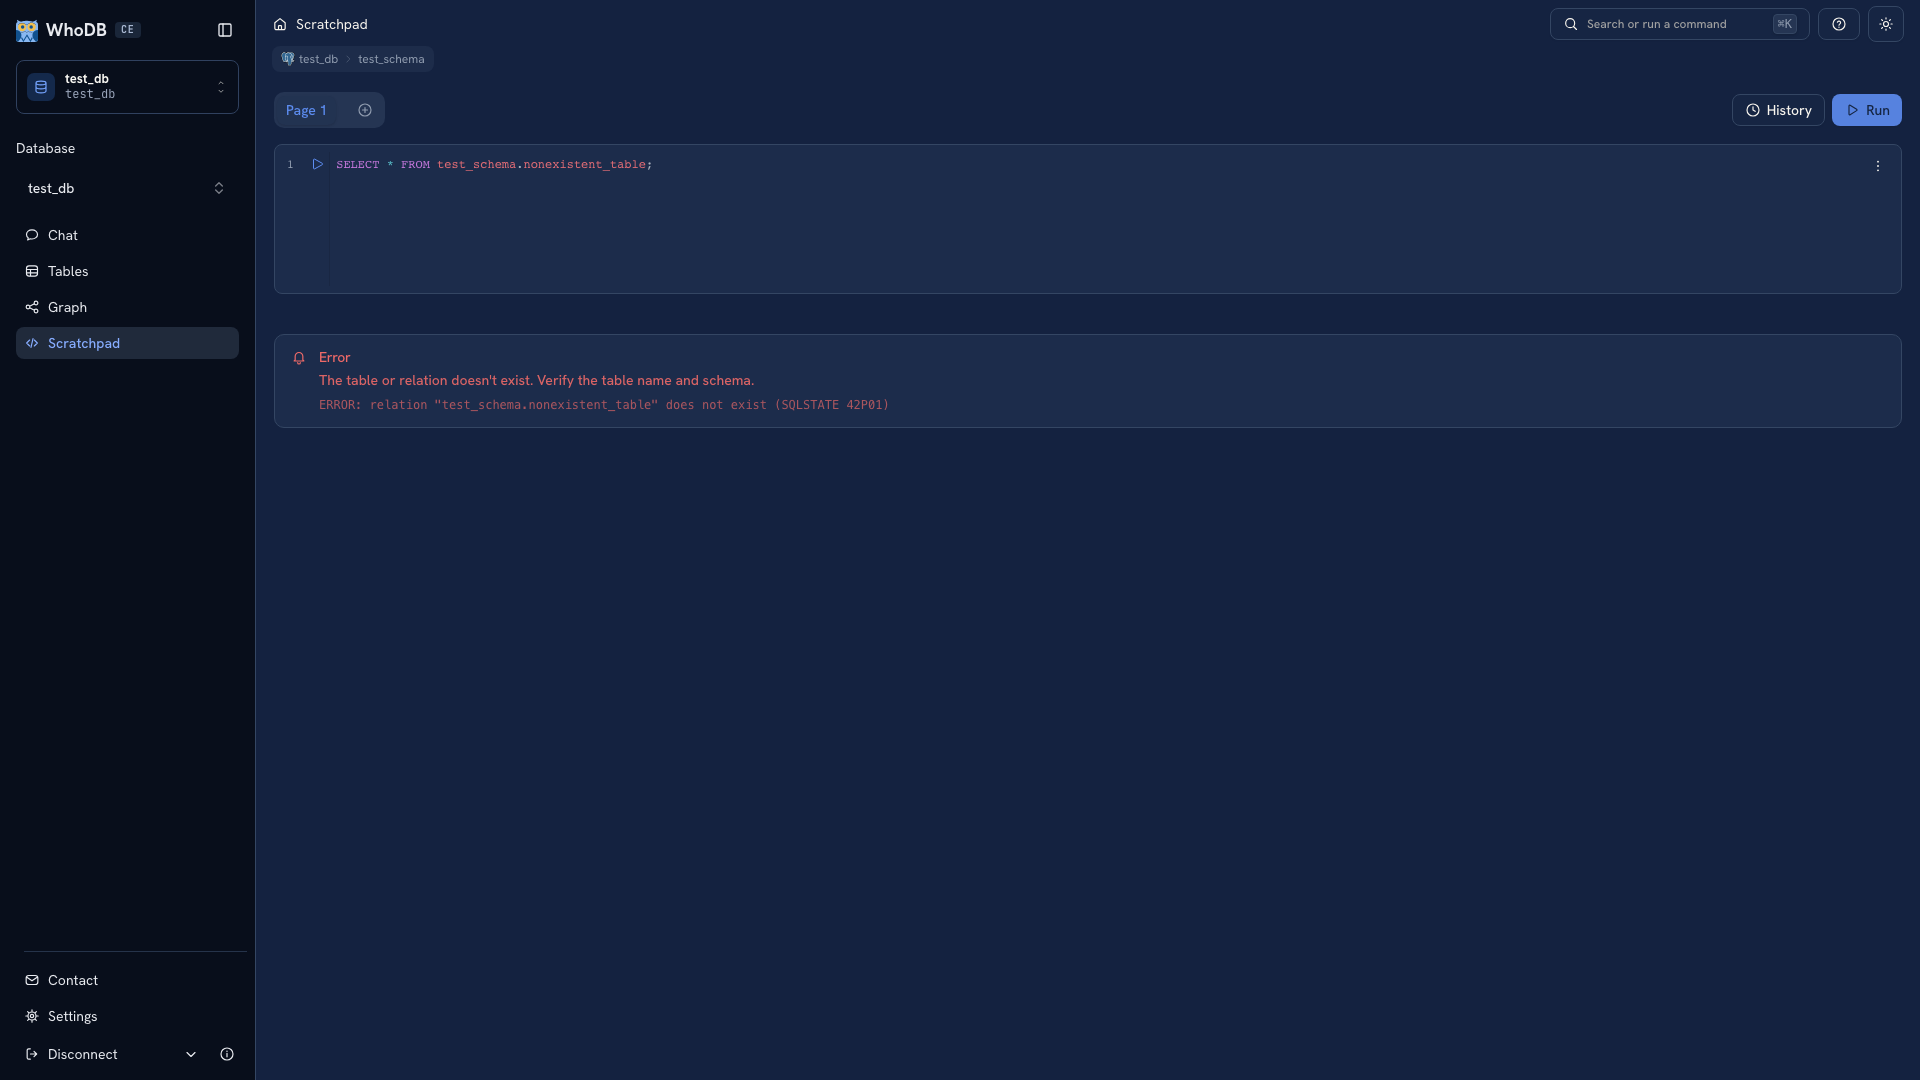 WhoDB CE
test_db
test_db
Database
test_db
Chat
Tables
Graph
Scratchpad
Contact
Settings
Disconnect
Scratchpad
Search or run a command ⌘K
test_db > test_schema
Page 1
History
Run
1 SELECT * FROM test_schema.nonexistent_table;
Error
The table or relation doesn't exist. Verify the table name and schema.
ERROR: relation "test_schema.nonexistent_table" does not exist (SQLSTATE 42P01)